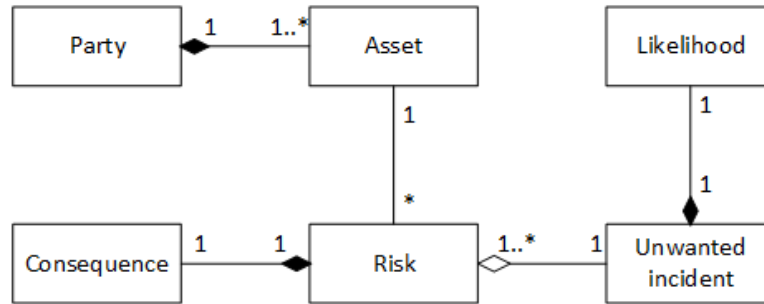 Party
1
1..*
Asset
Likelihood
1
1
*
1
Consequence
1
1
Risk
1..*
1
Unwanted
incident